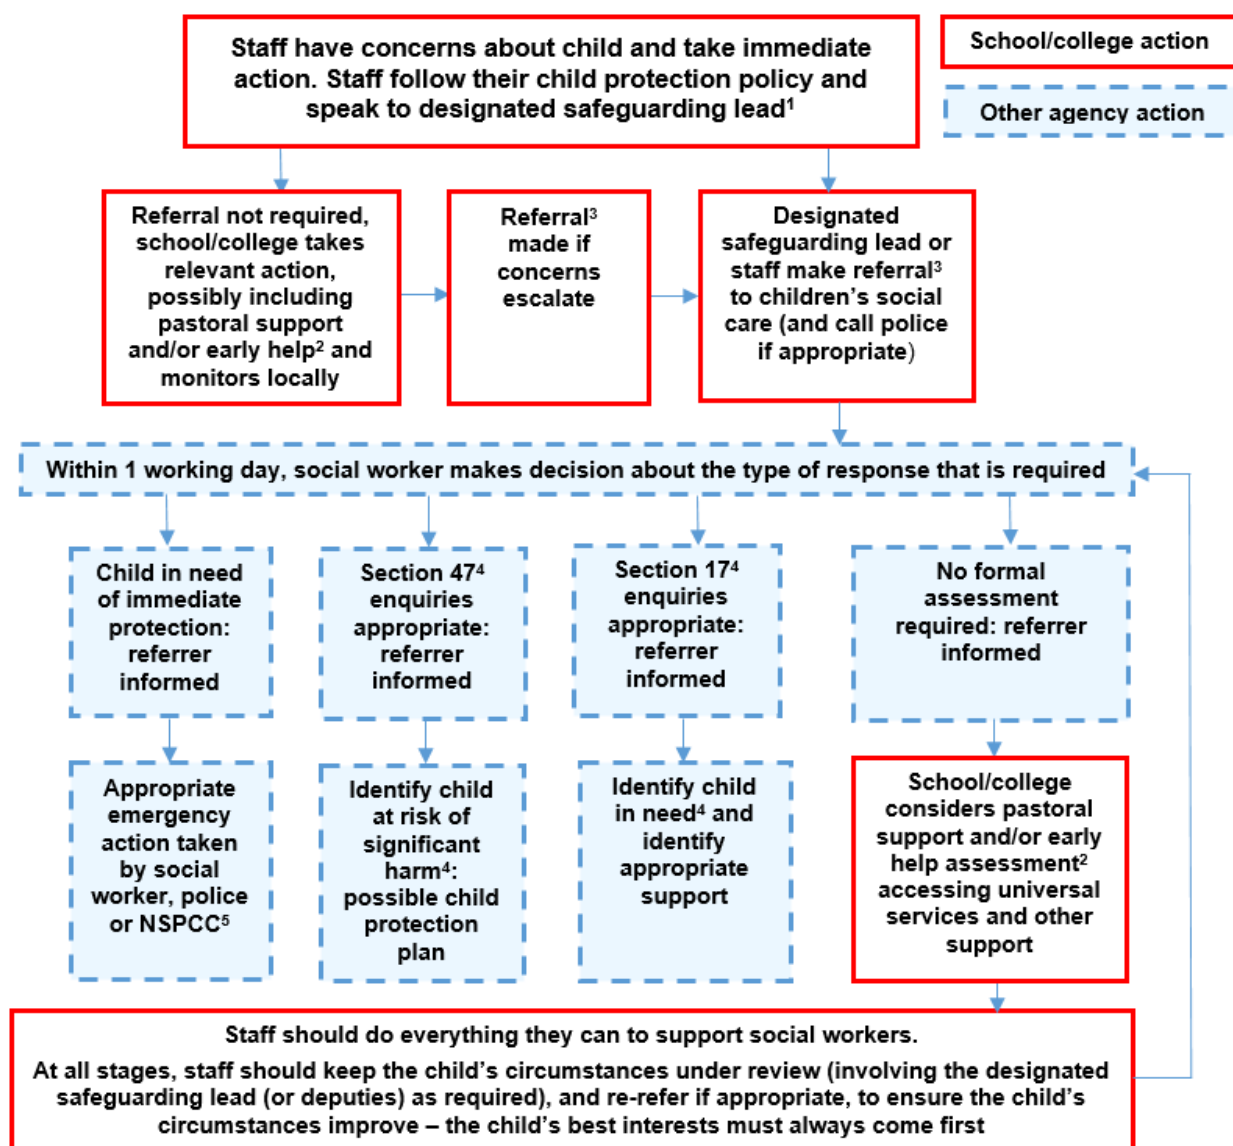 Staff have concerns about child and take immediate
action. Staff follow their child protection policy and
speak to designated safeguarding lead¹
School/college action
Other agency action
Referral not required,
school/college takes
relevant action,
possibly including
pastoral support
and/or early help² and
monitors locally
Referral³
made if
concerns
escalate
Designated
safeguarding lead or
staff make referral³
to children’s social
care (and call police
if appropriate)
Within 1 working day, social worker makes decision about the type of response that is required
Child in need
of immediate
protection:
referrer
informed
Section 47⁴
enquiries
appropriate:
referrer
informed
Section 17⁴
enquiries
appropriate:
referrer
informed
No formal
assessment
required: referrer
informed
Appropriate
emergency
action taken
by social
worker, police
or NSPCC⁵
Identify child
at risk of
significant
harm⁴:
possible child
protection
plan
Identify child
in need⁴ and
identify
appropriate
support
School/college
considers pastoral
support and/or early
help assessment²
accessing universal
services and other
support
Staff should do everything they can to support social workers.
At all stages, staff should keep the child’s circumstances under review (involving the designated
safeguarding lead (or deputies) as required), and re-refer if appropriate, to ensure the child’s
circumstances improve – the child’s best interests must always come first